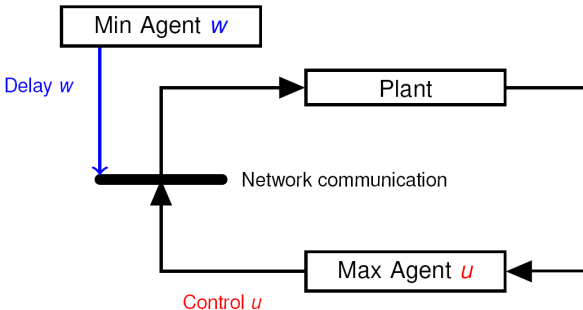 Min Agent w
Delay w
Plant
Network communication
Max Agent u
Control u